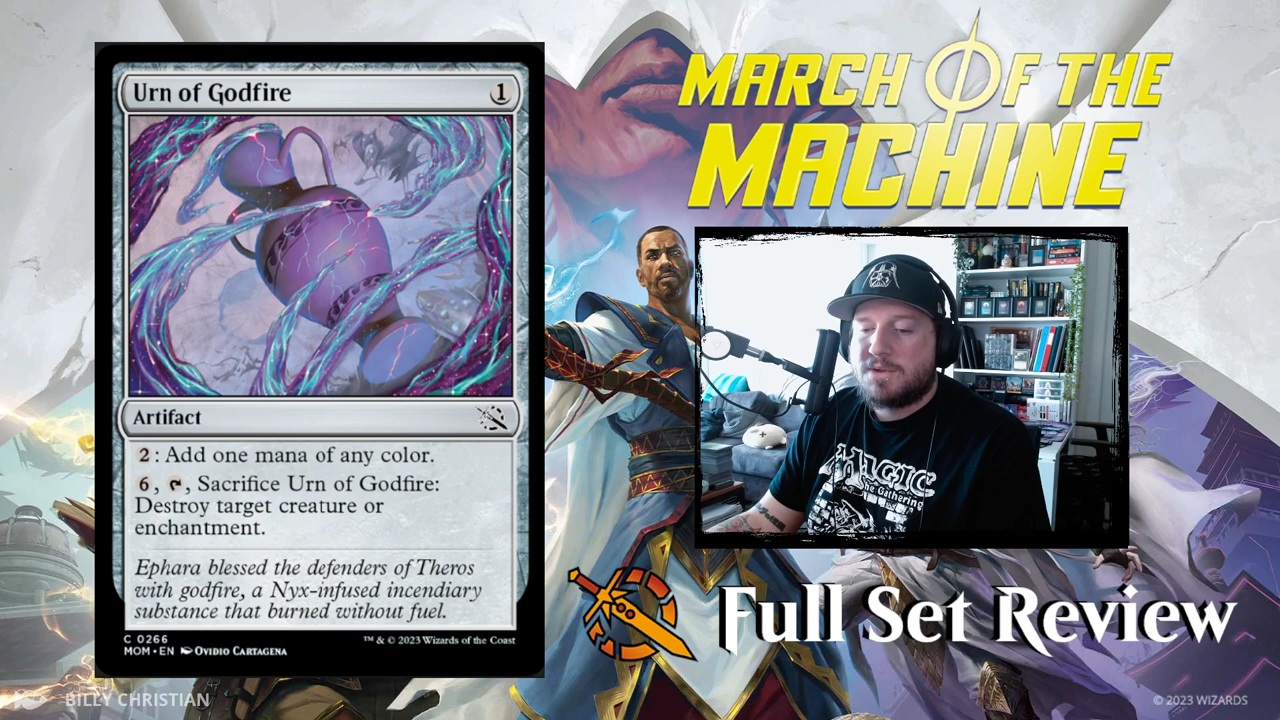 Urn of Godfire 1
Artifact
2: Add one mana of any color.
6, , Sacrifice Urn of Godfire:
Destroy target creature or
enchantment.
Ephara blessed the defenders of Theros
with godfire, a Nyx-infused incendiary
substance that burned without fuel.
C 0266
MOM • EN OVIDIO CARTAGENA
™ & © 2023 Wizards of the Coast
BILLY CHRISTIAN
MARCH OF THE
MACHINE
MAGIC
The Gathering
Full Set Review
© 2023 WIZARDS